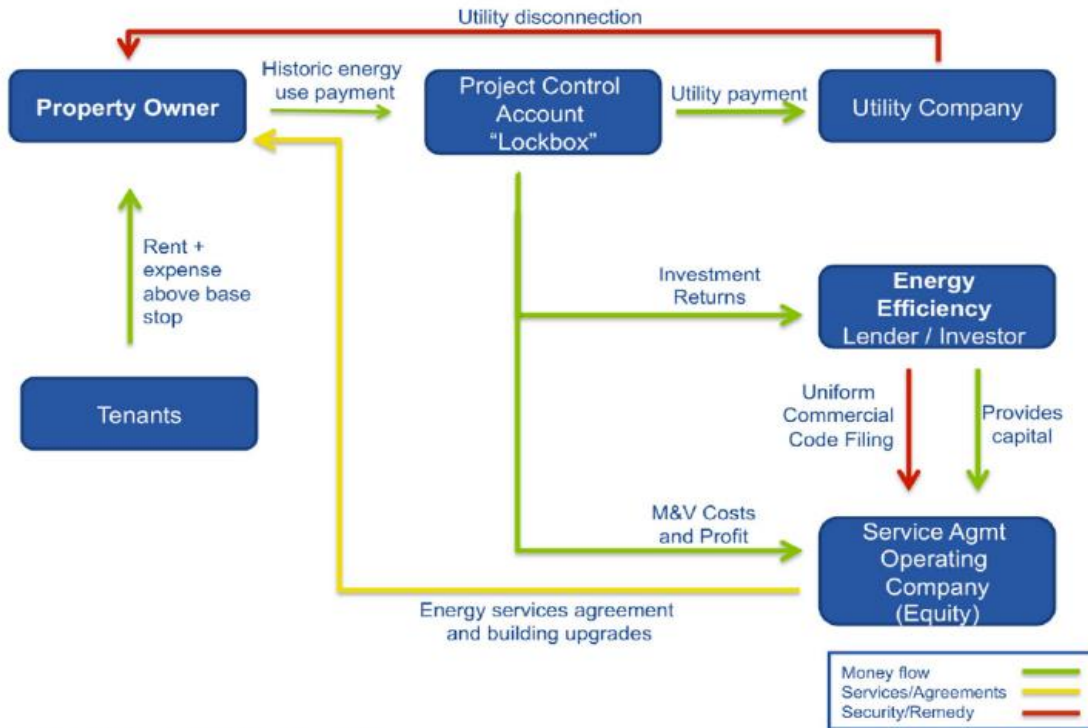 Utility disconnection
Property Owner
Historic energy
use payment
Project Control
Account
“Lockbox”
Utility payment
Utility Company
Rent +
expense
above base
stop
Tenants
Investment
Returns
Energy
Efficiency
Lender / Investor
Uniform
Commercial
Code Filing
Provides
capital
M&V Costs
and Profit
Service Agmt
Operating
Company
(Equity)
Energy services agreement
and building upgrades
Money flow
Services/Agreements
Security/Remedy